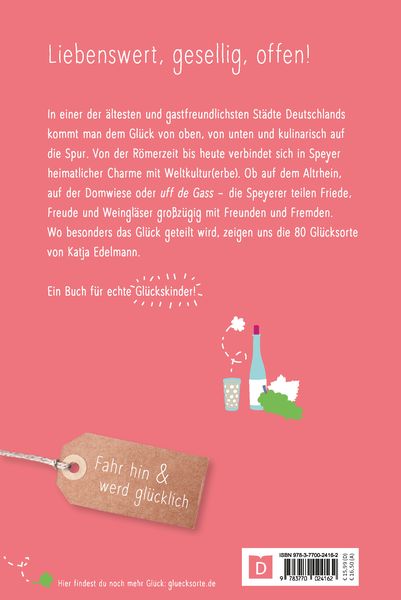 Liebenswert, gesellig, offen!
In einer der ältesten und gastfreundlichsten Städte Deutschlands
kommt man dem Glück von oben, von unten und kulinarisch auf
die Spur. Von der Römerzeit bis heute verbindet sich in Speyer
heimatlicher Charme mit Weltkultur(erbe). Ob auf dem Altrhein,
auf der Domwiese oder uff de Gass – die Speyerer teilen Friede,
Freude und Weingläser großzügig mit Freunden und Fremden.
Wo besonders das Glück geteilt wird, zeigen uns die 80 Glücksorte
von Katja Edelmann.
Ein Buch für echte Glückskinder!
Fahr hin &
werd glücklich
Hier findest du noch mehr Glück: gluecksorte.de
D
ISBN 978-3-7700-2416-2
9 783770 024162
€ 15,99 (D)
€ 16,50 (A)